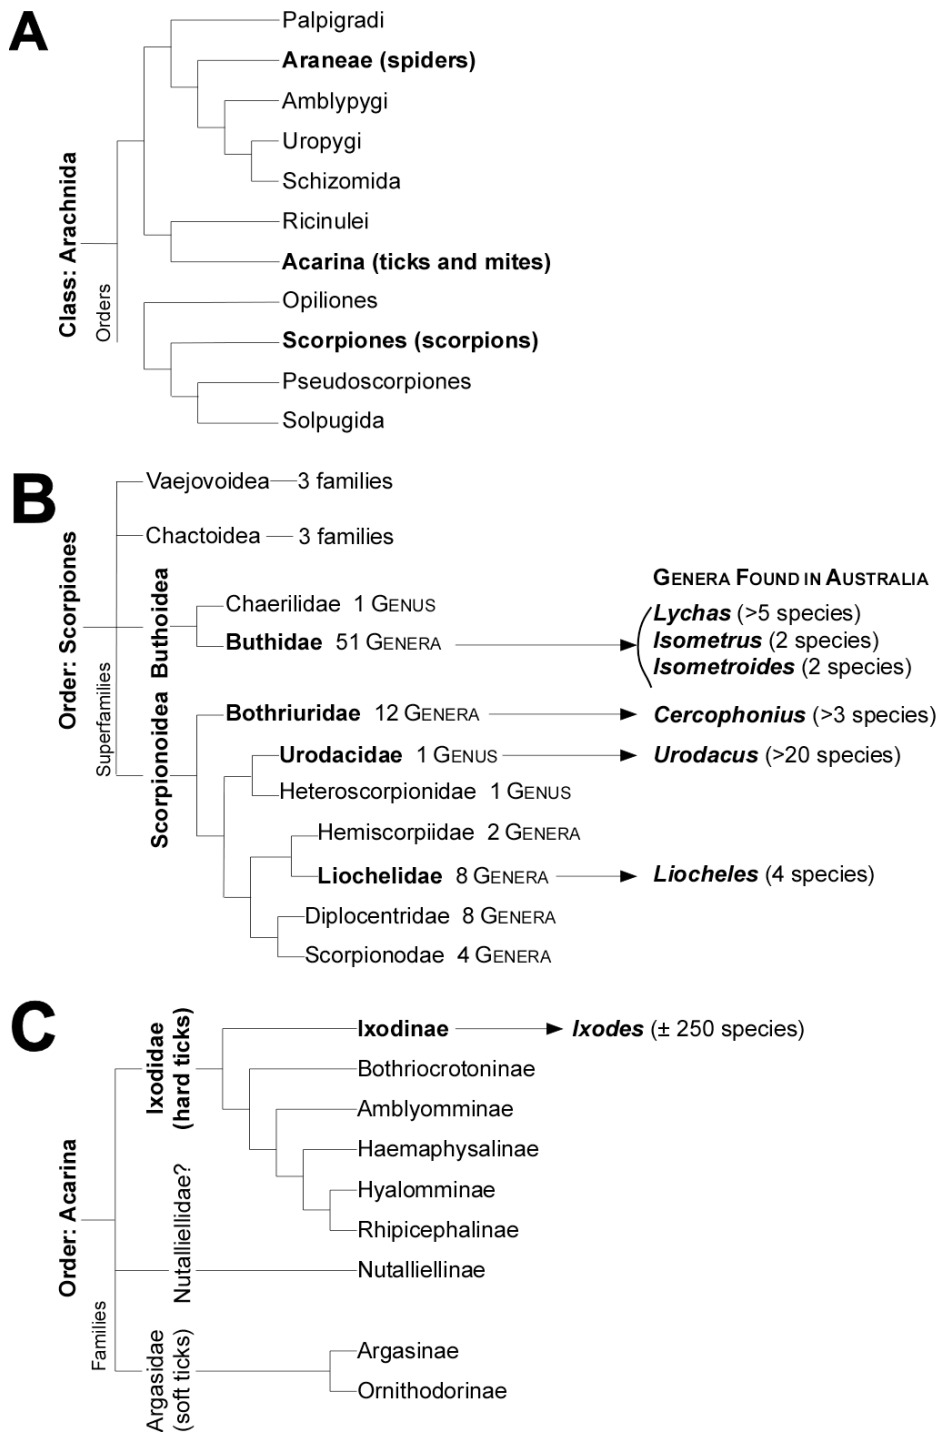 A
Class: Arachnida
Orders
Palpigradi
Araneae (spiders)
Amblypygi
Uropygi
Schizomida
Ricinulei
Acarina (ticks and mites)
Opiliones
Scorpiones (scorpions)
Pseudoscorpiones
Solpugida
B
Order: Scorpiones
Superfamilies
Vaejovoidea 3 families
Chactoidea 3 families
Buthoidea
GENERA FOUND IN AUSTRALIA
Chaerilidae 1 GENUS
Buthidae 51 GENERA
Lychas (>5 species)
Isometrus (2 species)
Isometroides (2 species)
Scorpionoidea
Bothriuridae 12 GENERA
Cercophonius (>3 species)
Urodacidae 1 GENUS
Urodacus (>20 species)
Heteroscorpionidae 1 GENUS
Hemiscorpiidae 2 GENERA
Liochelidae 8 GENERA
Liocheles (4 species)
Diplocentridae 8 GENERA
Scorpionodae 4 GENERA
C
Order: Acarina
Families
Ixodidae
(hard ticks)
Ixodinae
Ixodes (± 250 species)
Bothriocrotoninae
Amblyomminae
Haemaphysalinae
Hyalomminae
Rhipicephalinae
Nutalliellidae?
Nutalliellinae
Argasidae
(soft ticks)
Argasinae
Ornithodorinae